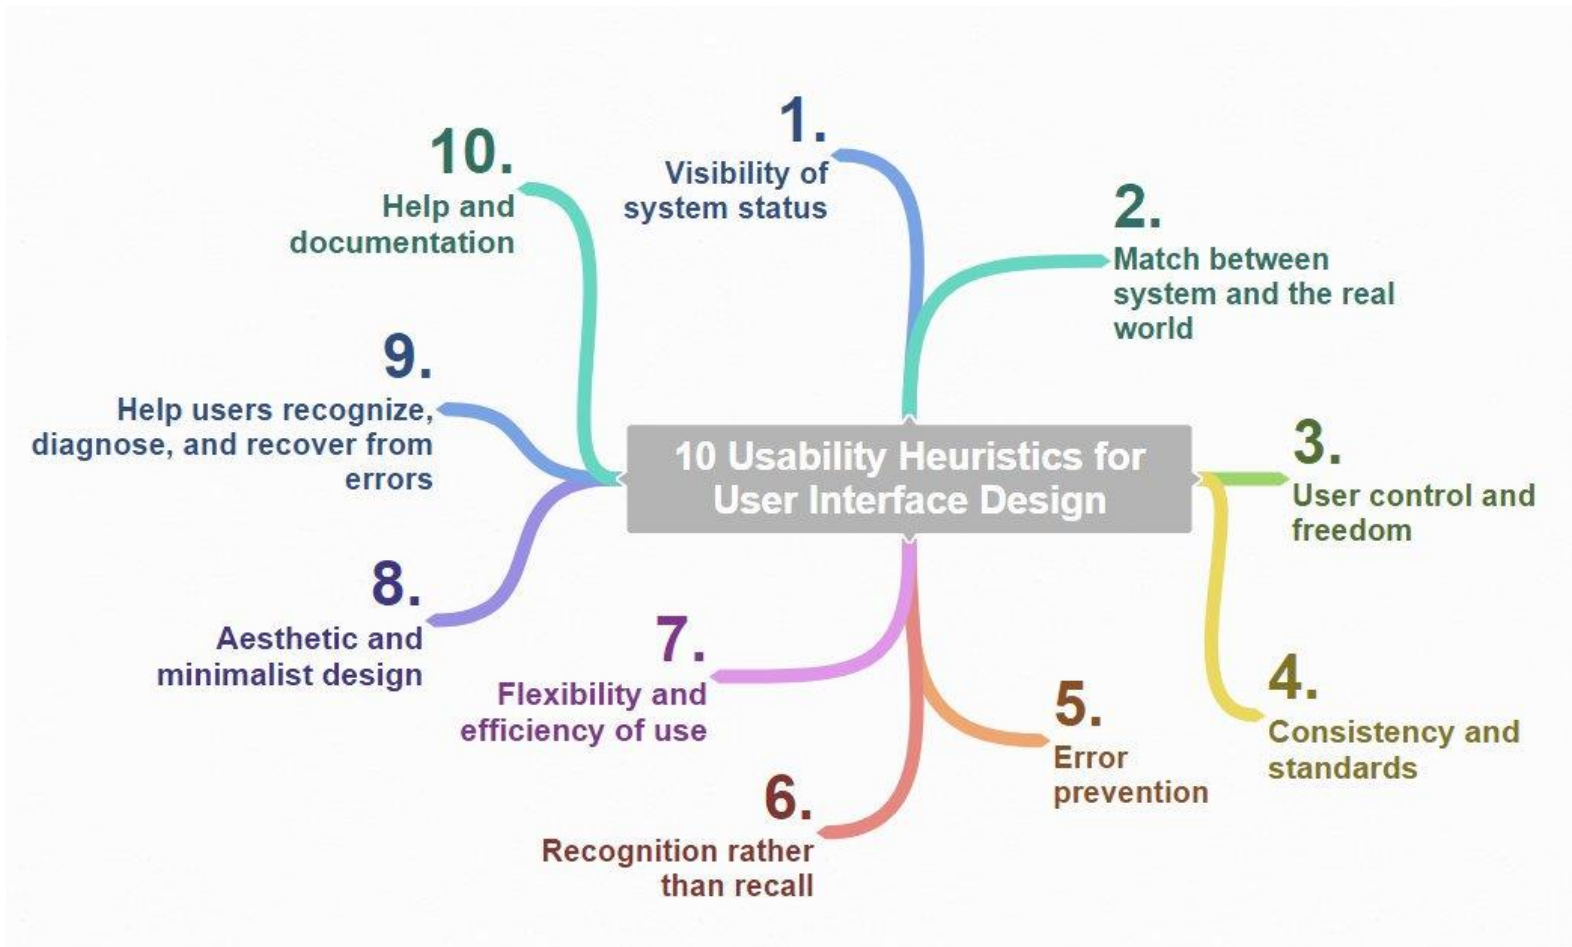 10 Usability Heuristics for
User Interface Design
1.
Visibility of
system status
2.
Match between
system and the real
world
3.
User control and
freedom
4.
Consistency and
standards
5.
Error
prevention
6.
Recognition rather
than recall
7.
Flexibility and
efficiency of use
8.
Aesthetic and
minimalist design
9.
Help users recognize,
diagnose, and recover from
errors
10.
Help and
documentation